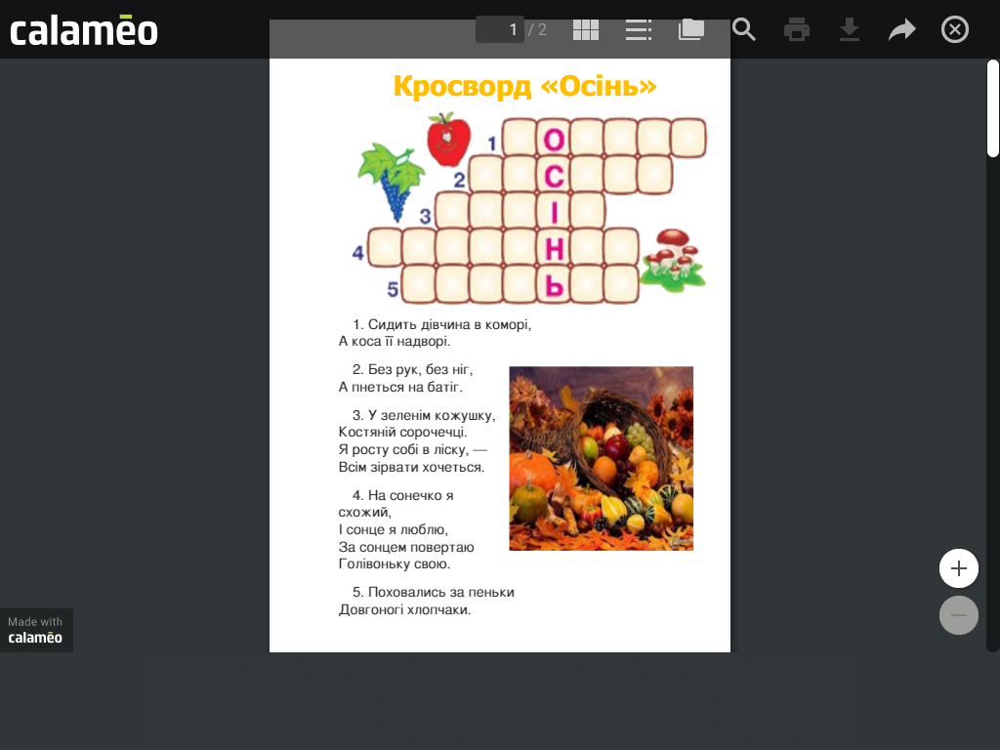 calamēo
1 / 2
Кросворд «Осінь»
1 О
2 С
3 І
4 Н
5 Ь
1. Сидить дівчина в коморі,
А коса її надворі.
2. Без рук, без ніг,
А пнеться на батіг.
3. У зеленім кожушку,
Костяній сорочечці.
Я росту собі в ліску, —
Всім зірвати хочеться.
4. На сонечко я
схожий,
І сонце я люблю,
За сонцем повертаю
Голівоньку свою.
5. Поховались за пеньки
Довгоногі хлопчаки.
Made with
calamēo